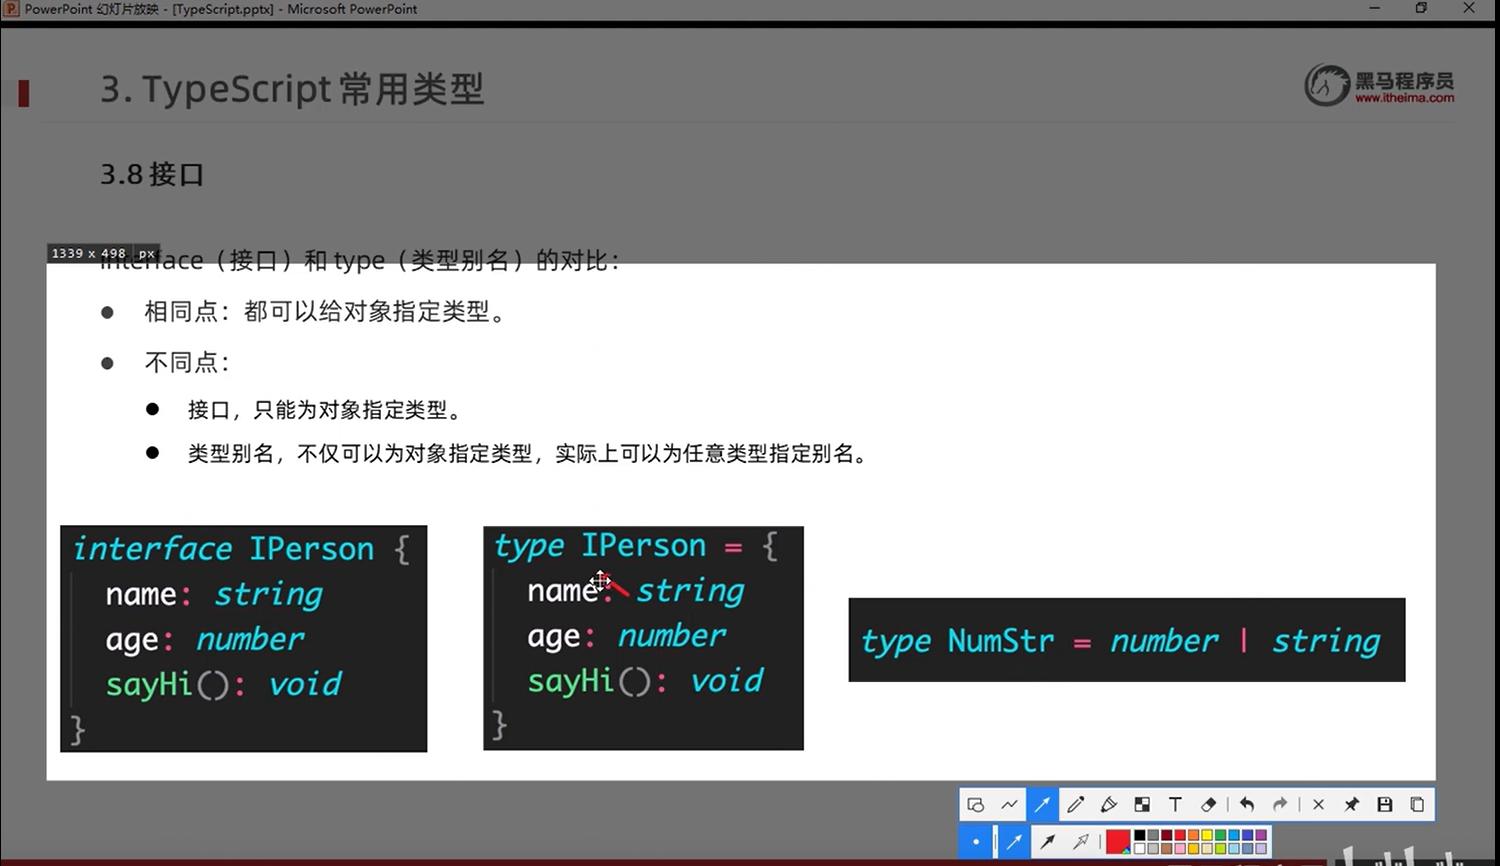 PowerPoint 幻灯片放映 - [TypeScript.pptx] - Microsoft PowerPoint
3. TypeScript 常用类型
黑马程序员
www.itheima.com
3.8 接口
1339 x 498 px
interface（接口）和 type（类型别名）的对比：
相同点：都可以给对象指定类型。
不同点：
接口，只能为对象指定类型。
类型别名，不仅可以为对象指定类型，实际上可以为任意类型指定别名。
interface IPerson {
name: string
age: number
sayHi(): void
}
type IPerson = {
name: string
age: number
sayHi(): void
}
type NumStr = number | string